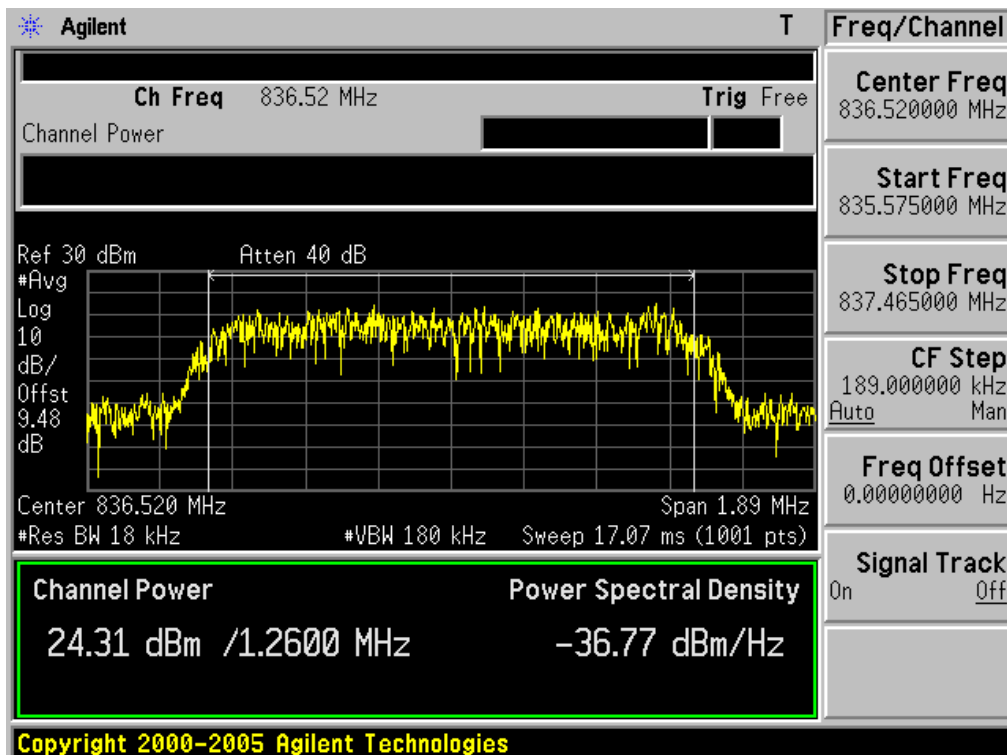 Agilent T Freq/Channel
Ch Freq 836.52 MHz Trig Free
Channel Power
Center Freq
836.520000 MHz
Start Freq
835.575000 MHz
Stop Freq
837.465000 MHz
CF Step
189.000000 kHz
Auto Man
Freq Offset
0.00000000 Hz
Signal Track
On Off
Ref 30 dBm Atten 40 dB
#Avg
Log
10
dB/
Offst
9.48
dB
Center 836.520 MHz Span 1.89 MHz
#Res BW 18 kHz #VBW 180 kHz Sweep 17.07 ms (1001 pts)
Channel Power Power Spectral Density
24.31 dBm /1.2600 MHz -36.77 dBm/Hz
Copyright 2000-2005 Agilent Technologies